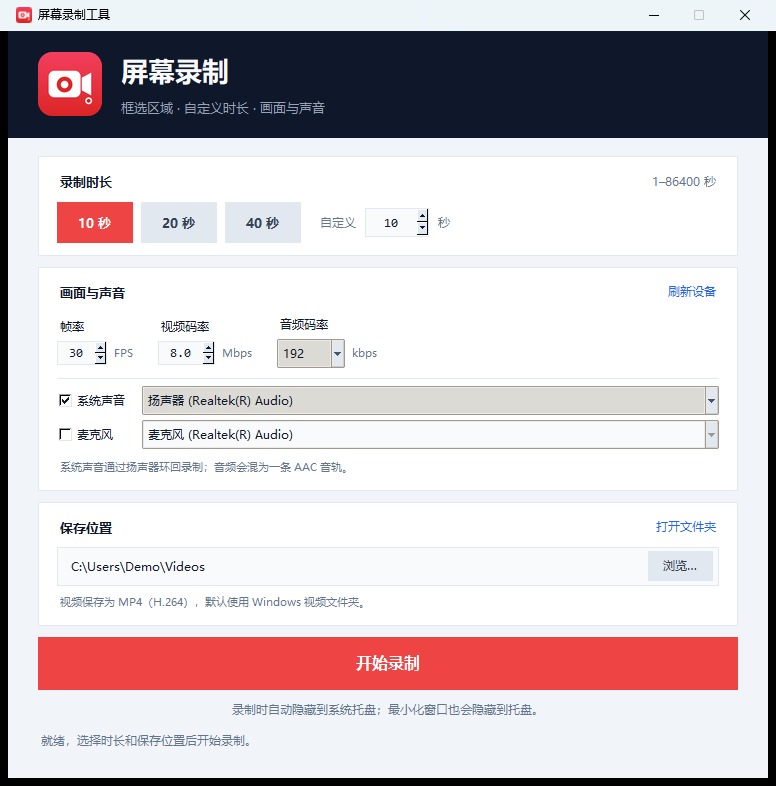 屏幕录制工具
屏幕录制
框选区域 · 自定义时长 · 画面与声音
录制时长 1–86400 秒
10 秒 20 秒 40 秒 自定义 10 秒
画面与声音 刷新设备
帧率 视频码率 音频码率
30 FPS 8.0 Mbps 192 kbps
系统声音 扬声器 (Realtek(R) Audio)
麦克风 麦克风 (Realtek(R) Audio)
系统声音通过扬声器环回录制；音频会混为一条 AAC 音轨。
保存位置 打开文件夹
C:\Users\Demo\Videos 浏览...
视频保存为 MP4（H.264），默认使用 Windows 视频文件夹。
开始录制
录制时自动隐藏到系统托盘；最小化窗口也会隐藏到托盘。
就绪，选择时长和保存位置后开始录制。